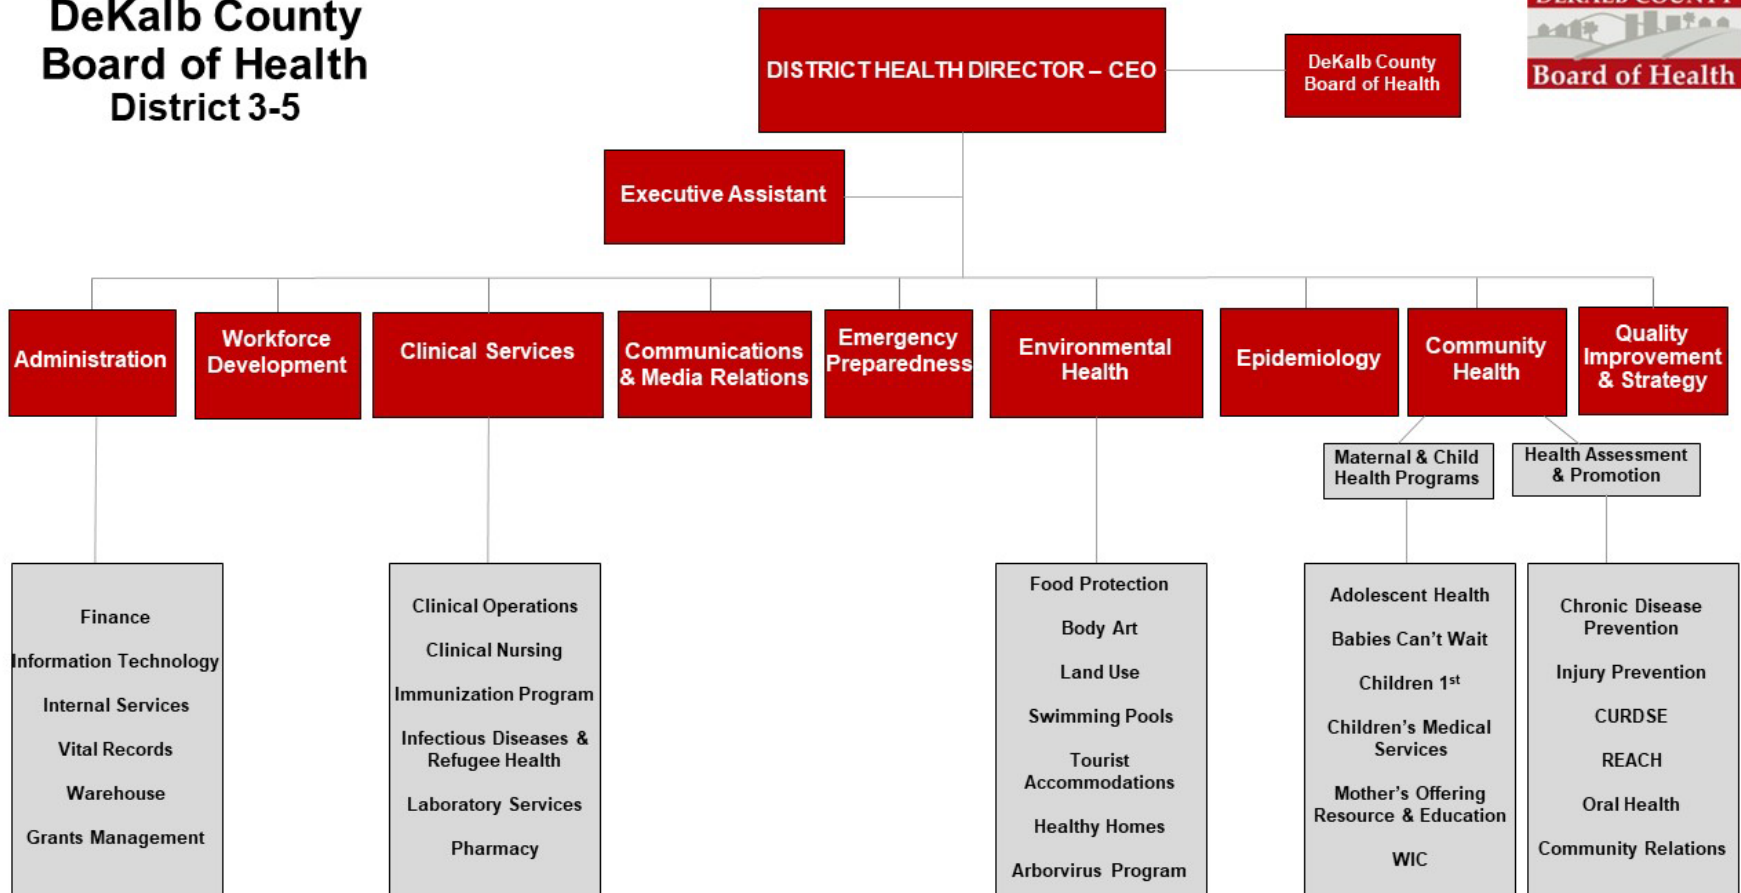 DeKalb County
Board of Health
District 3-5
DISTRICT HEALTH DIRECTOR – CEO
DeKalb County
Board of Health
DEKALB COUNTY
Board of Health
Executive Assistant
Administration
Workforce
Development
Clinical Services
Communications
& Media Relations
Emergency
Preparedness
Environmental
Health
Epidemiology
Community
Health
Quality
Improvement
& Strategy
Maternal & Child
Health Programs
Health Assessment
& Promotion
Finance
Information Technology
Internal Services
Vital Records
Warehouse
Grants Management
Clinical Operations
Clinical Nursing
Immunization Program
Infectious Diseases &
Refugee Health
Laboratory Services
Pharmacy
Food Protection
Body Art
Land Use
Swimming Pools
Tourist
Accommodations
Healthy Homes
Arborvirus Program
Adolescent Health
Babies Can’t Wait
Children 1st
Children’s Medical
Services
Mother’s Offering
Resource & Education
WIC
Chronic Disease
Prevention
Injury Prevention
CURDSE
REACH
Oral Health
Community Relations